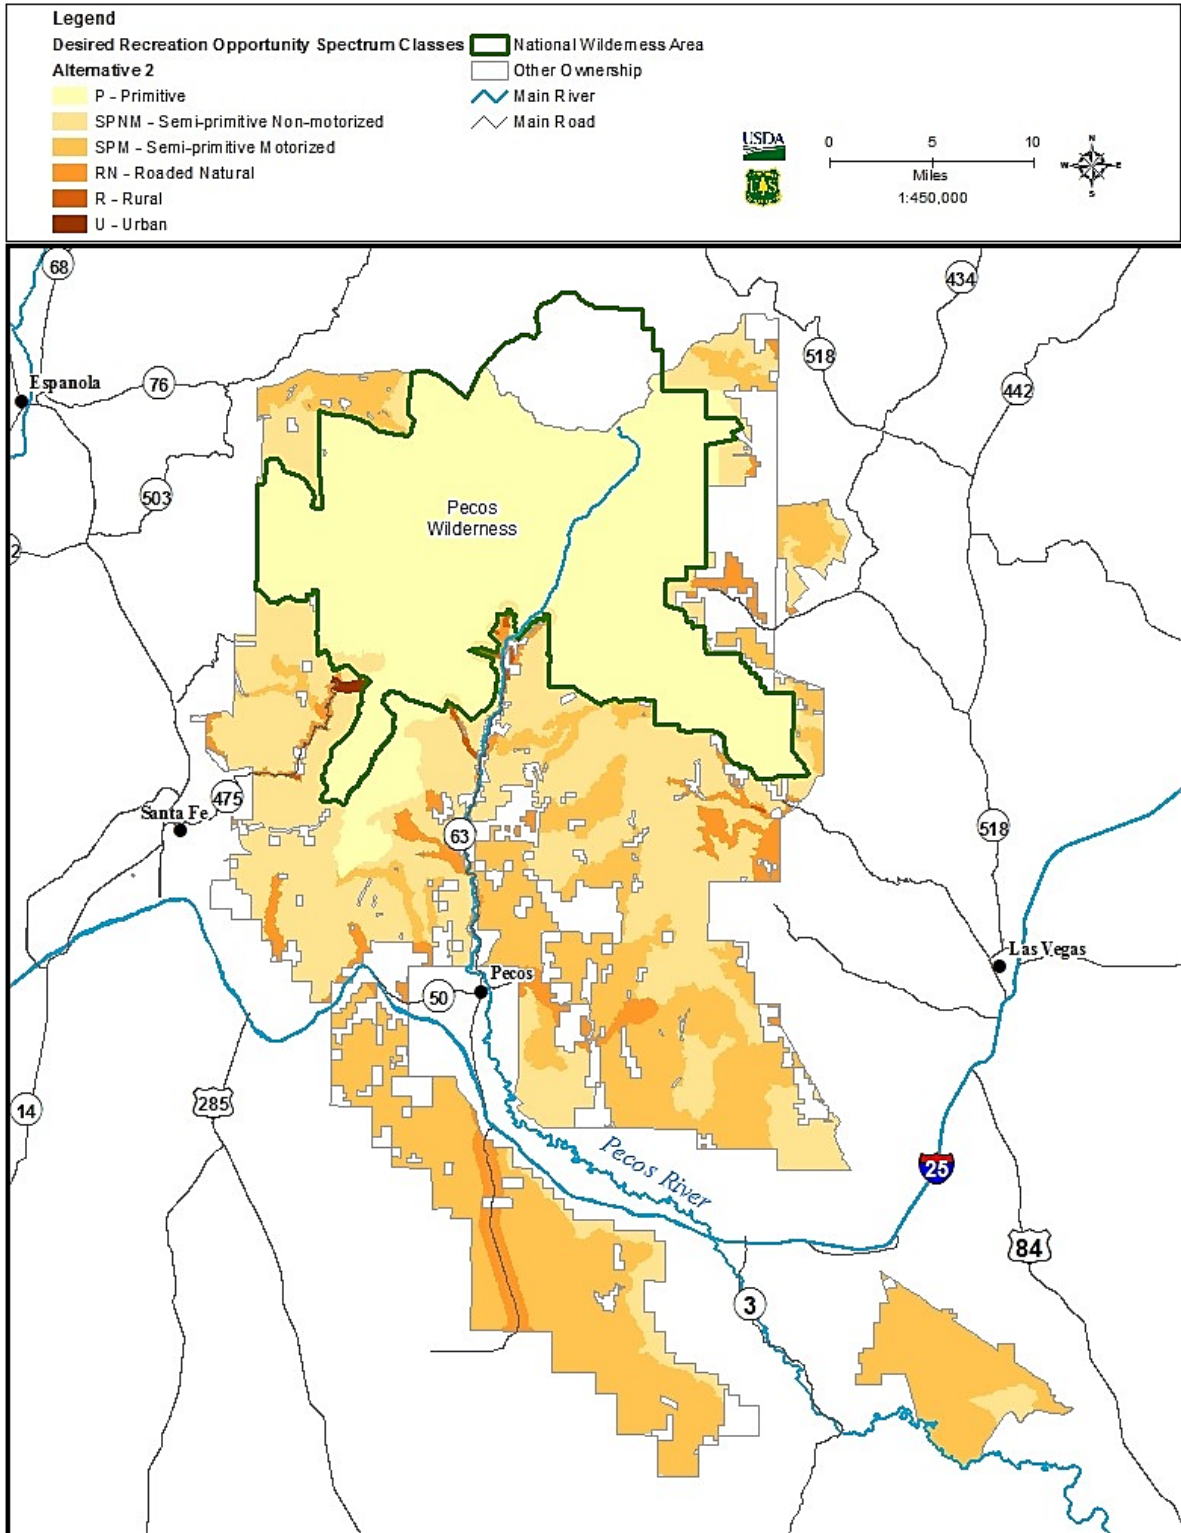 Legend
Desired Recreation Opportunity Spectrum Classes
Alternative 2
P - Primitive
SPNM - Semi-primitive Non-motorized
SPM - Semi-primitive Motorized
RN - Roaded Natural
R - Rural
U - Urban
National Wilderness Area
Other Ownership
Main River
Main Road
USDA
U S
0 5 10
Miles
1:450,000
N
W E
S
68
434
518
Espanola
76
442
503
Pecos
Wilderness
2
475
Santa Fe
63
518
Las Vegas
Pecos
50
14
285
Pecos River
25
84
3